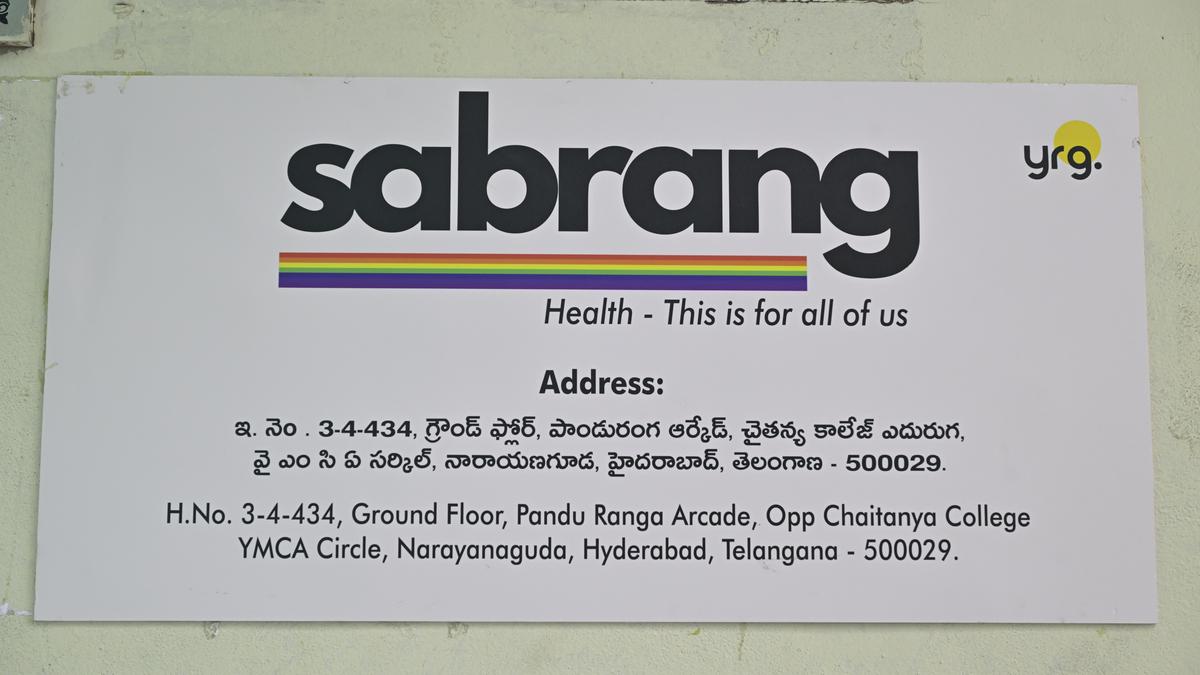 sabrang
yrg.
Health - This is for all of us
Address:
ఇ. నెం . 3-4-434, గ్రౌండ్ ఫ్లోర్, పాండురంగ ఆర్కేడ్, చైతన్య కాలేజ్ ఎదురుగ,
వై ఎం సి ఏ సర్కిల్, నారాయణగూడ, హైదరాబాద్, తెలంగాణ - 500029.
H.No. 3-4-434, Ground Floor, Pandu Ranga Arcade, Opp Chaitanya College
YMCA Circle, Narayanaguda, Hyderabad, Telangana - 500029.